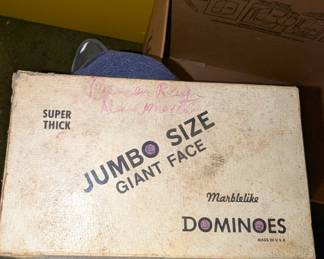 SUPER
THICK
JUMBO SIZE
GIANT FACE
Marblelike
DOMINOES
MADE IN U.S.A.